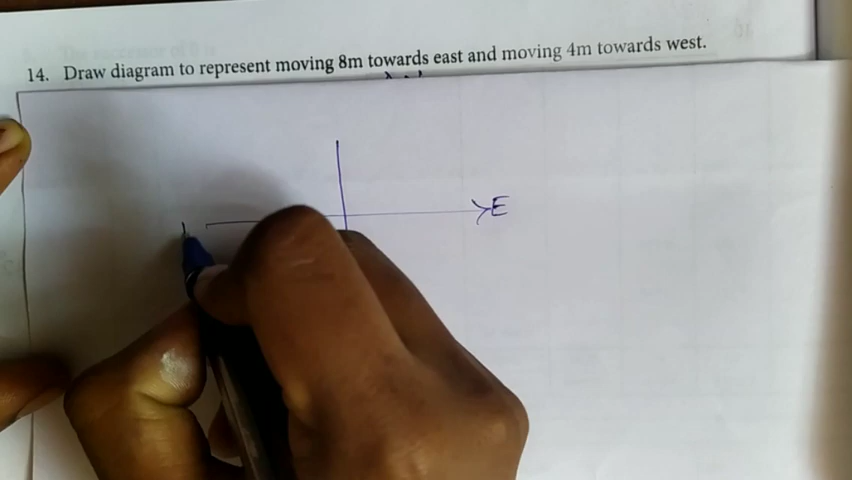 14. Draw diagram to represent moving 8m towards east and moving 4m towards west.
E